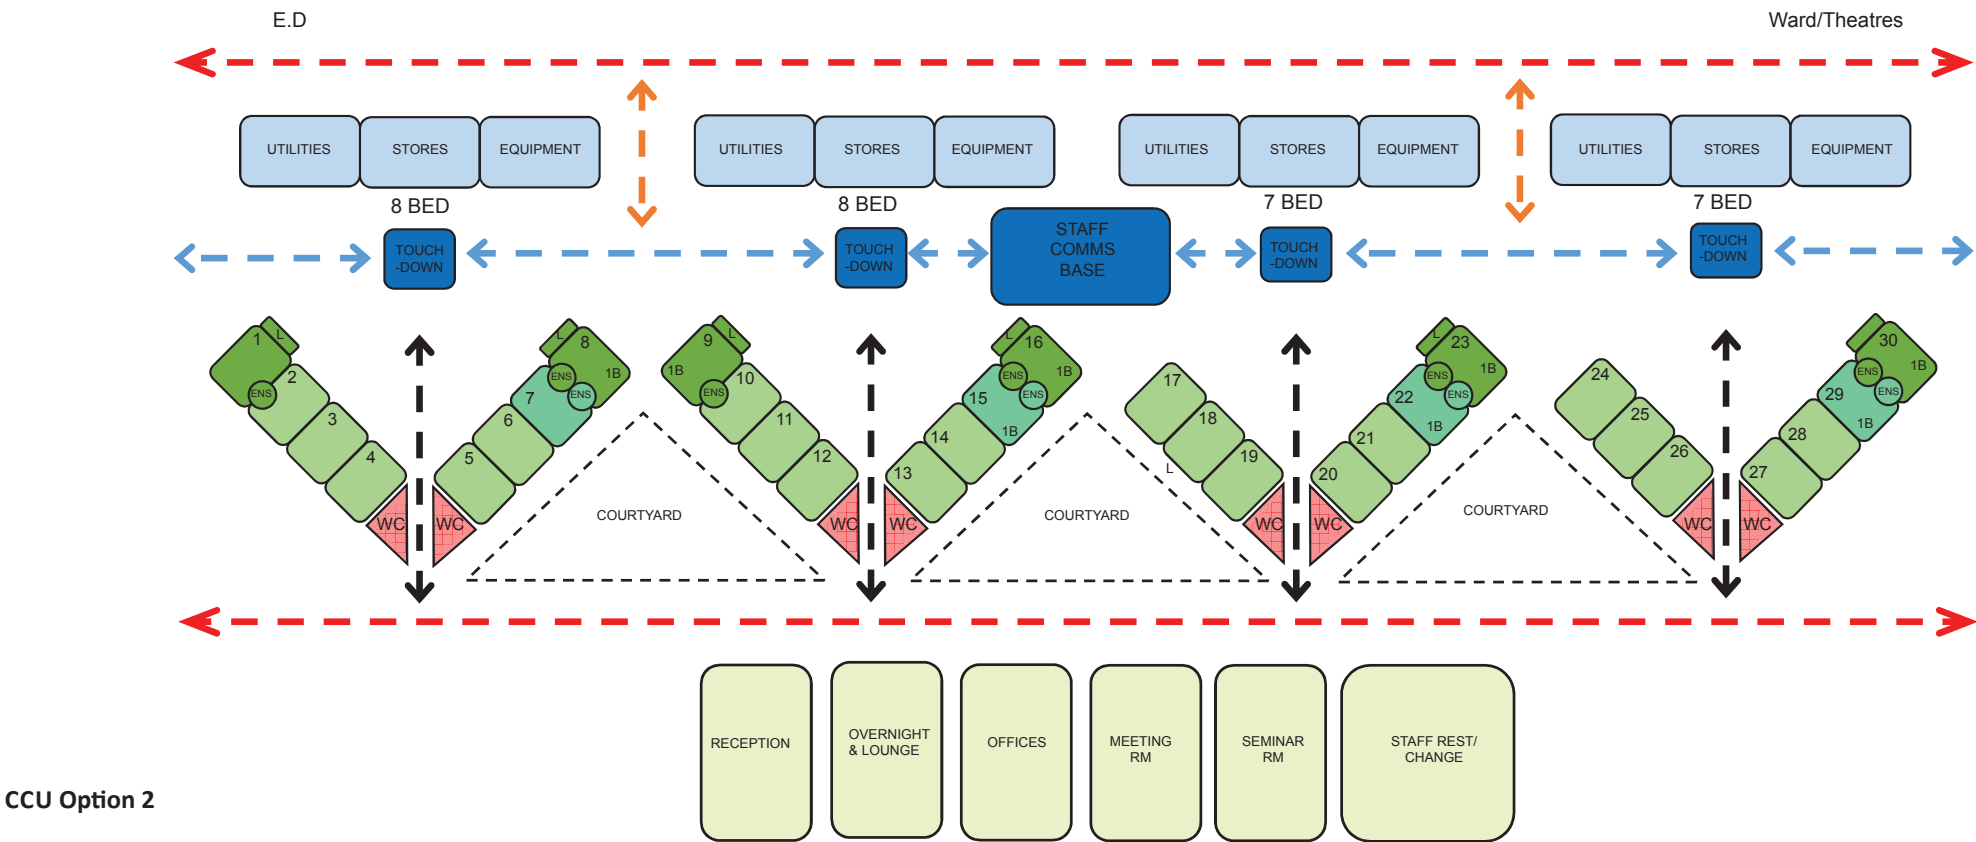 E.D
Ward/Theatres
UTILITIES
STORES
EQUIPMENT
UTILITIES
STORES
EQUIPMENT
UTILITIES
STORES
EQUIPMENT
UTILITIES
STORES
EQUIPMENT
8 BED
8 BED
7 BED
7 BED
TOUCH
-DOWN
TOUCH
-DOWN
STAFF
COMMS
BASE
TOUCH
-DOWN
TOUCH
-DOWN
1
L
ENS
2
3
4
WC
WC
5
6
7
ENS
ENS
L
8
1B
COURTYARD
9
L
1B
ENS
10
11
12
WC
WC
13
14
15
1B
ENS
ENS
L
16
1B
COURTYARD
17
18
L
19
WC
WC
20
21
22
1B
ENS
ENS
L
23
1B
COURTYARD
24
25
26
WC
WC
27
28
29
1B
ENS
ENS
L
30
1B
RECEPTION
OVERNIGHT
& LOUNGE
OFFICES
MEETING
RM
SEMINAR
RM
STAFF REST/
CHANGE
CCU Option 2